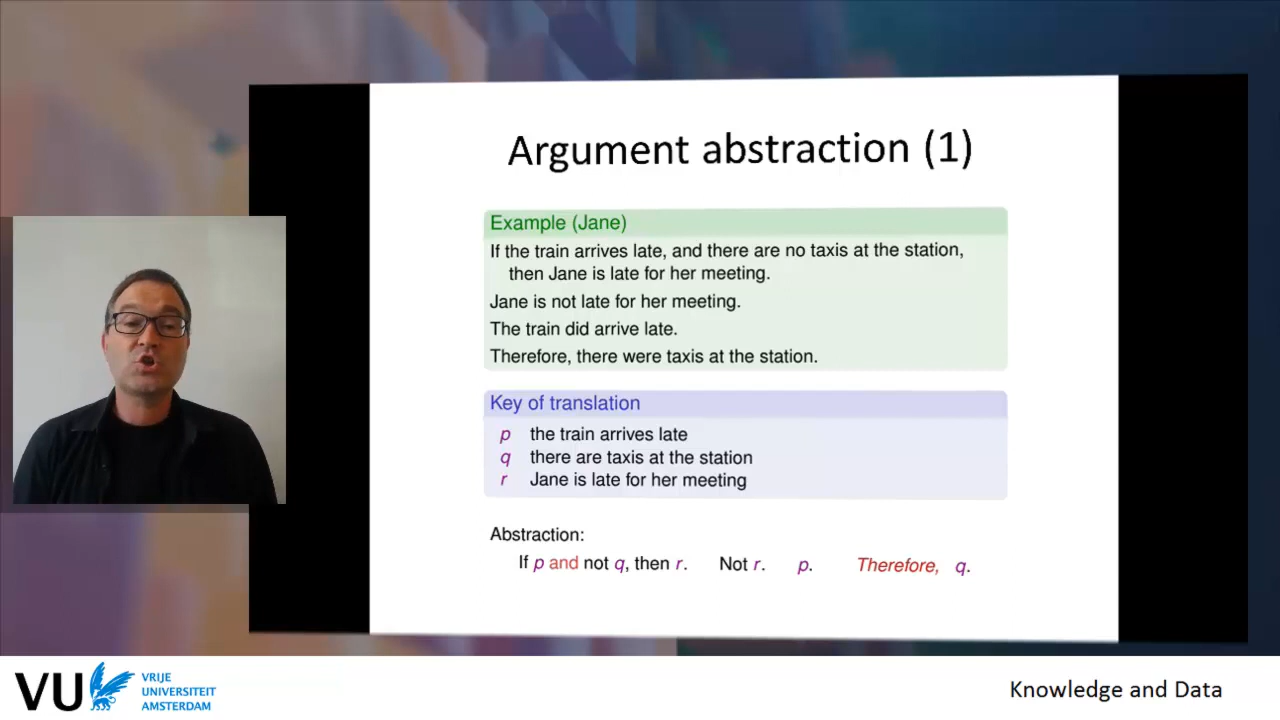 Argument abstraction (1)
Example (Jane)
If the train arrives late, and there are no taxis at the station,
then Jane is late for her meeting.
Jane is not late for her meeting.
The train did arrive late.
Therefore, there were taxis at the station.
Key of translation
p the train arrives late
q there are taxis at the station
r Jane is late for her meeting
Abstraction:
If p and not q, then r. Not r. p. Therefore, q.
VU VRIJE
UNIVERSITEIT
AMSTERDAM
Knowledge and Data